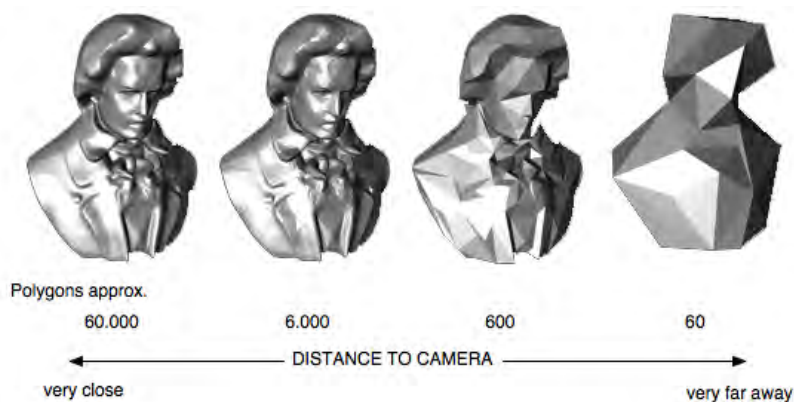 Polygons approx.
60.000 6.000 600 60
DISTANCE TO CAMERA
very close very far away